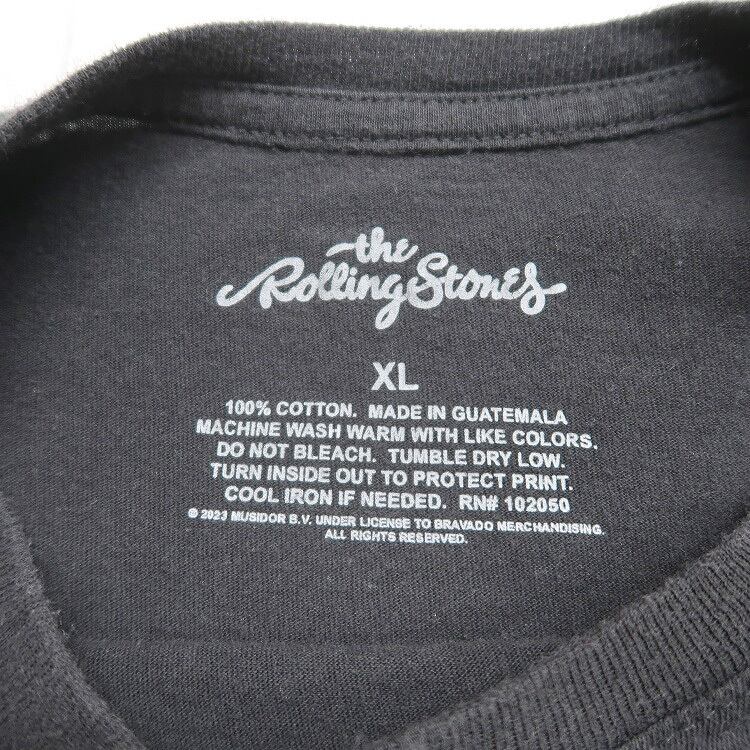 the
Rolling Stones
XL
100% COTTON. MADE IN GUATEMALA
MACHINE WASH WARM WITH LIKE COLORS.
DO NOT BLEACH. TUMBLE DRY LOW.
TURN INSIDE OUT TO PROTECT PRINT.
COOL IRON IF NEEDED. RN# 102050
© 2023 MUSIDOR B.V. UNDER LICENSE TO BRAVADO MERCHANDISING.
ALL RIGHTS RESERVED.